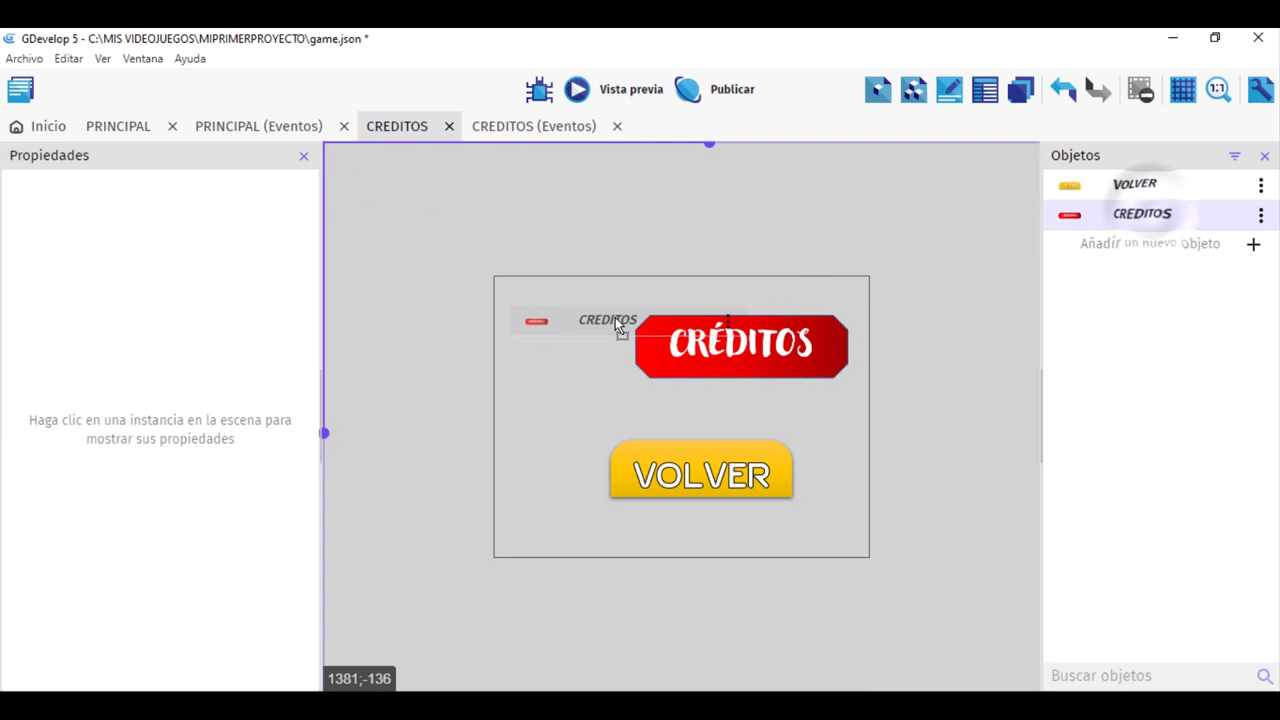 GDevelop 5 - C:\MIS VIDEOJUEGOS\MIPRIMERPROYECTO\game.json *
Archivo Editar Ver Ventana Ayuda
Vista previa Publicar
Inicio PRINCIPAL PRINCIPAL (Eventos) CREDITOS CREDITOS (Eventos)
Propiedades
Haga clic en una instancia en la escena para
mostrar sus propiedades
CREDITOS
CRÉDITOS
VOLVER
1381;-136
Objetos
VOLVER
CREDITOS
Añadir un nuevo objeto
Buscar objetos
1:1